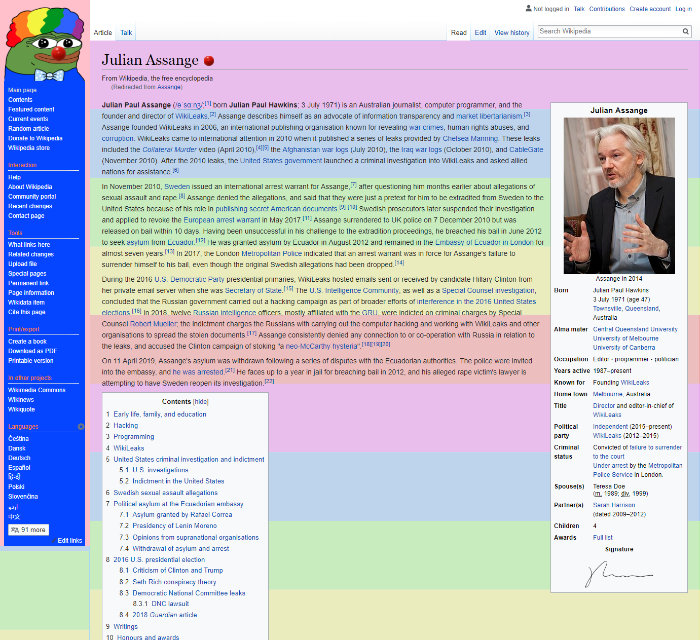 Not logged in Talk Contributions Create account Log in
Article Talk
Read Edit View history
Search Wikipedia
Main page
Contents
Featured content
Current events
Random article
Donate to Wikipedia
Wikipedia store
Interaction
Help
About Wikipedia
Community portal
Recent changes
Contact page
Tools
What links here
Related changes
Upload file
Special pages
Permanent link
Page information
Wikidata item
Cite this page
Print/export
Create a book
Download as PDF
Printable version
In other projects
Wikimedia Commons
Wikinews
Wikiquote
Languages
Čeština
Dansk
Deutsch
Español
Polski
Slovenčina
中文
91 more
Edit links
Julian Assange
From Wikipedia, the free encyclopedia
(Redirected from Assange)
Julian Paul Assange (/əˈsɑːnʒ/;[1] born Julian Paul Hawkins; 3 July 1971) is an Australian journalist, computer programmer, and the
founder and director of WikiLeaks.[2] Assange describes himself as an advocate of information transparency and market libertarianism.[3]
Assange founded WikiLeaks in 2006, an international publishing organisation known for revealing war crimes, human rights abuses, and
corruption. WikiLeaks came to international attention in 2010 when it published a series of leaks provided by Chelsea Manning. These leaks
included the Collateral Murder video (April 2010),[4][5] the Afghanistan war logs (July 2010), the Iraq war logs (October 2010), and CableGate
(November 2010). After the 2010 leaks, the United States government launched a criminal investigation into WikiLeaks and asked allied
nations for assistance.[6]
In November 2010, Sweden issued an international arrest warrant for Assange,[7] after questioning him months earlier about allegations of
sexual assault and rape.[8] Assange denied the allegations, and said that they were just a pretext for him to be extradited from Sweden to the
United States because of his role in publishing secret American documents.[9][10] Swedish prosecutors later suspended their investigation
and applied to revoke the European arrest warrant in May 2017.[11] Assange surrendered to UK police on 7 December 2010 but was
released on bail within 10 days. Having been unsuccessful in his challenge to the extradition proceedings, he breached his bail in June 2012
to seek asylum from Ecuador.[12] He was granted asylum by Ecuador in August 2012 and remained in the Embassy of Ecuador in London for
almost seven years.[13] In 2017, the London Metropolitan Police indicated that an arrest warrant was in force for Assange's failure to
surrender himself to his bail, even though the original Swedish allegations had been dropped.[14]
During the 2016 U.S. Democratic Party presidential primaries, WikiLeaks hosted emails sent or received by candidate Hillary Clinton from
her private email server when she was Secretary of State.[15] The U.S. Intelligence Community, as well as a Special Counsel investigation,
concluded that the Russian government carried out a hacking campaign as part of broader efforts of interference in the 2016 United States
elections.[16] In 2018, twelve Russian intelligence officers, mostly affiliated with the GRU, were indicted on criminal charges by Special
Counsel Robert Mueller; the indictment charges the Russians with carrying out the computer hacking and working with WikiLeaks and other
organisations to spread the stolen documents.[17] Assange consistently denied any connection to or co-operation with Russia in relation to
the leaks, and accused the Clinton campaign of stoking "a neo-McCarthy hysteria".[18][19][20]
On 11 April 2019, Assange's asylum was withdrawn following a series of disputes with the Ecuadorian authorities. The police were invited
into the embassy, and he was arrested.[21] He faces up to a year in jail for breaching bail in 2012, and his alleged rape victim's lawyer is
attempting to have Sweden reopen its investigation.[22]
Contents [hide]
1 Early life, family, and education
2 Hacking
3 Programming
4 WikiLeaks
5 United States criminal investigation and indictment
5.1 U.S. investigations
5.2 Indictment in the United States
6 Swedish sexual assault allegations
7 Political asylum at the Ecuadorian embassy
7.1 Asylum granted by Rafael Correa
7.2 Presidency of Lenin Moreno
7.3 Opinions from supranational organisations
7.4 Withdrawal of asylum and arrest
8 2016 U.S. presidential election
8.1 Criticism of Clinton and Trump
8.2 Seth Rich conspiracy theory
8.3 Democratic National Committee leaks
8.3.1 DNC lawsuit
8.4 2018 Guardian article
9 Writings
10 Honours and awards
Julian Assange
Assange in 2014
Born Julian Paul Hawkins
3 July 1971 (age 47)
Townsville, Queensland,
Australia
Alma mater Central Queensland University
University of Melbourne
University of Canberra
Occupation Editor · programmer · politician
Years active 1987–present
Known for Founding WikiLeaks
Home town Melbourne, Australia
Title Director and editor-in-chief of
WikiLeaks
Political party Independent (2015–present)
WikiLeaks (2012–2015)
Criminal status Convicted of failure to surrender
to the court
Under arrest by the Metropolitan
Police Service in London.
Spouse(s) Teresa Doe
(m. 1989; div. 1999)
Partner(s) Sarah Harrison
(dated 2009–2012)
Children 4
Awards Full list
Signature